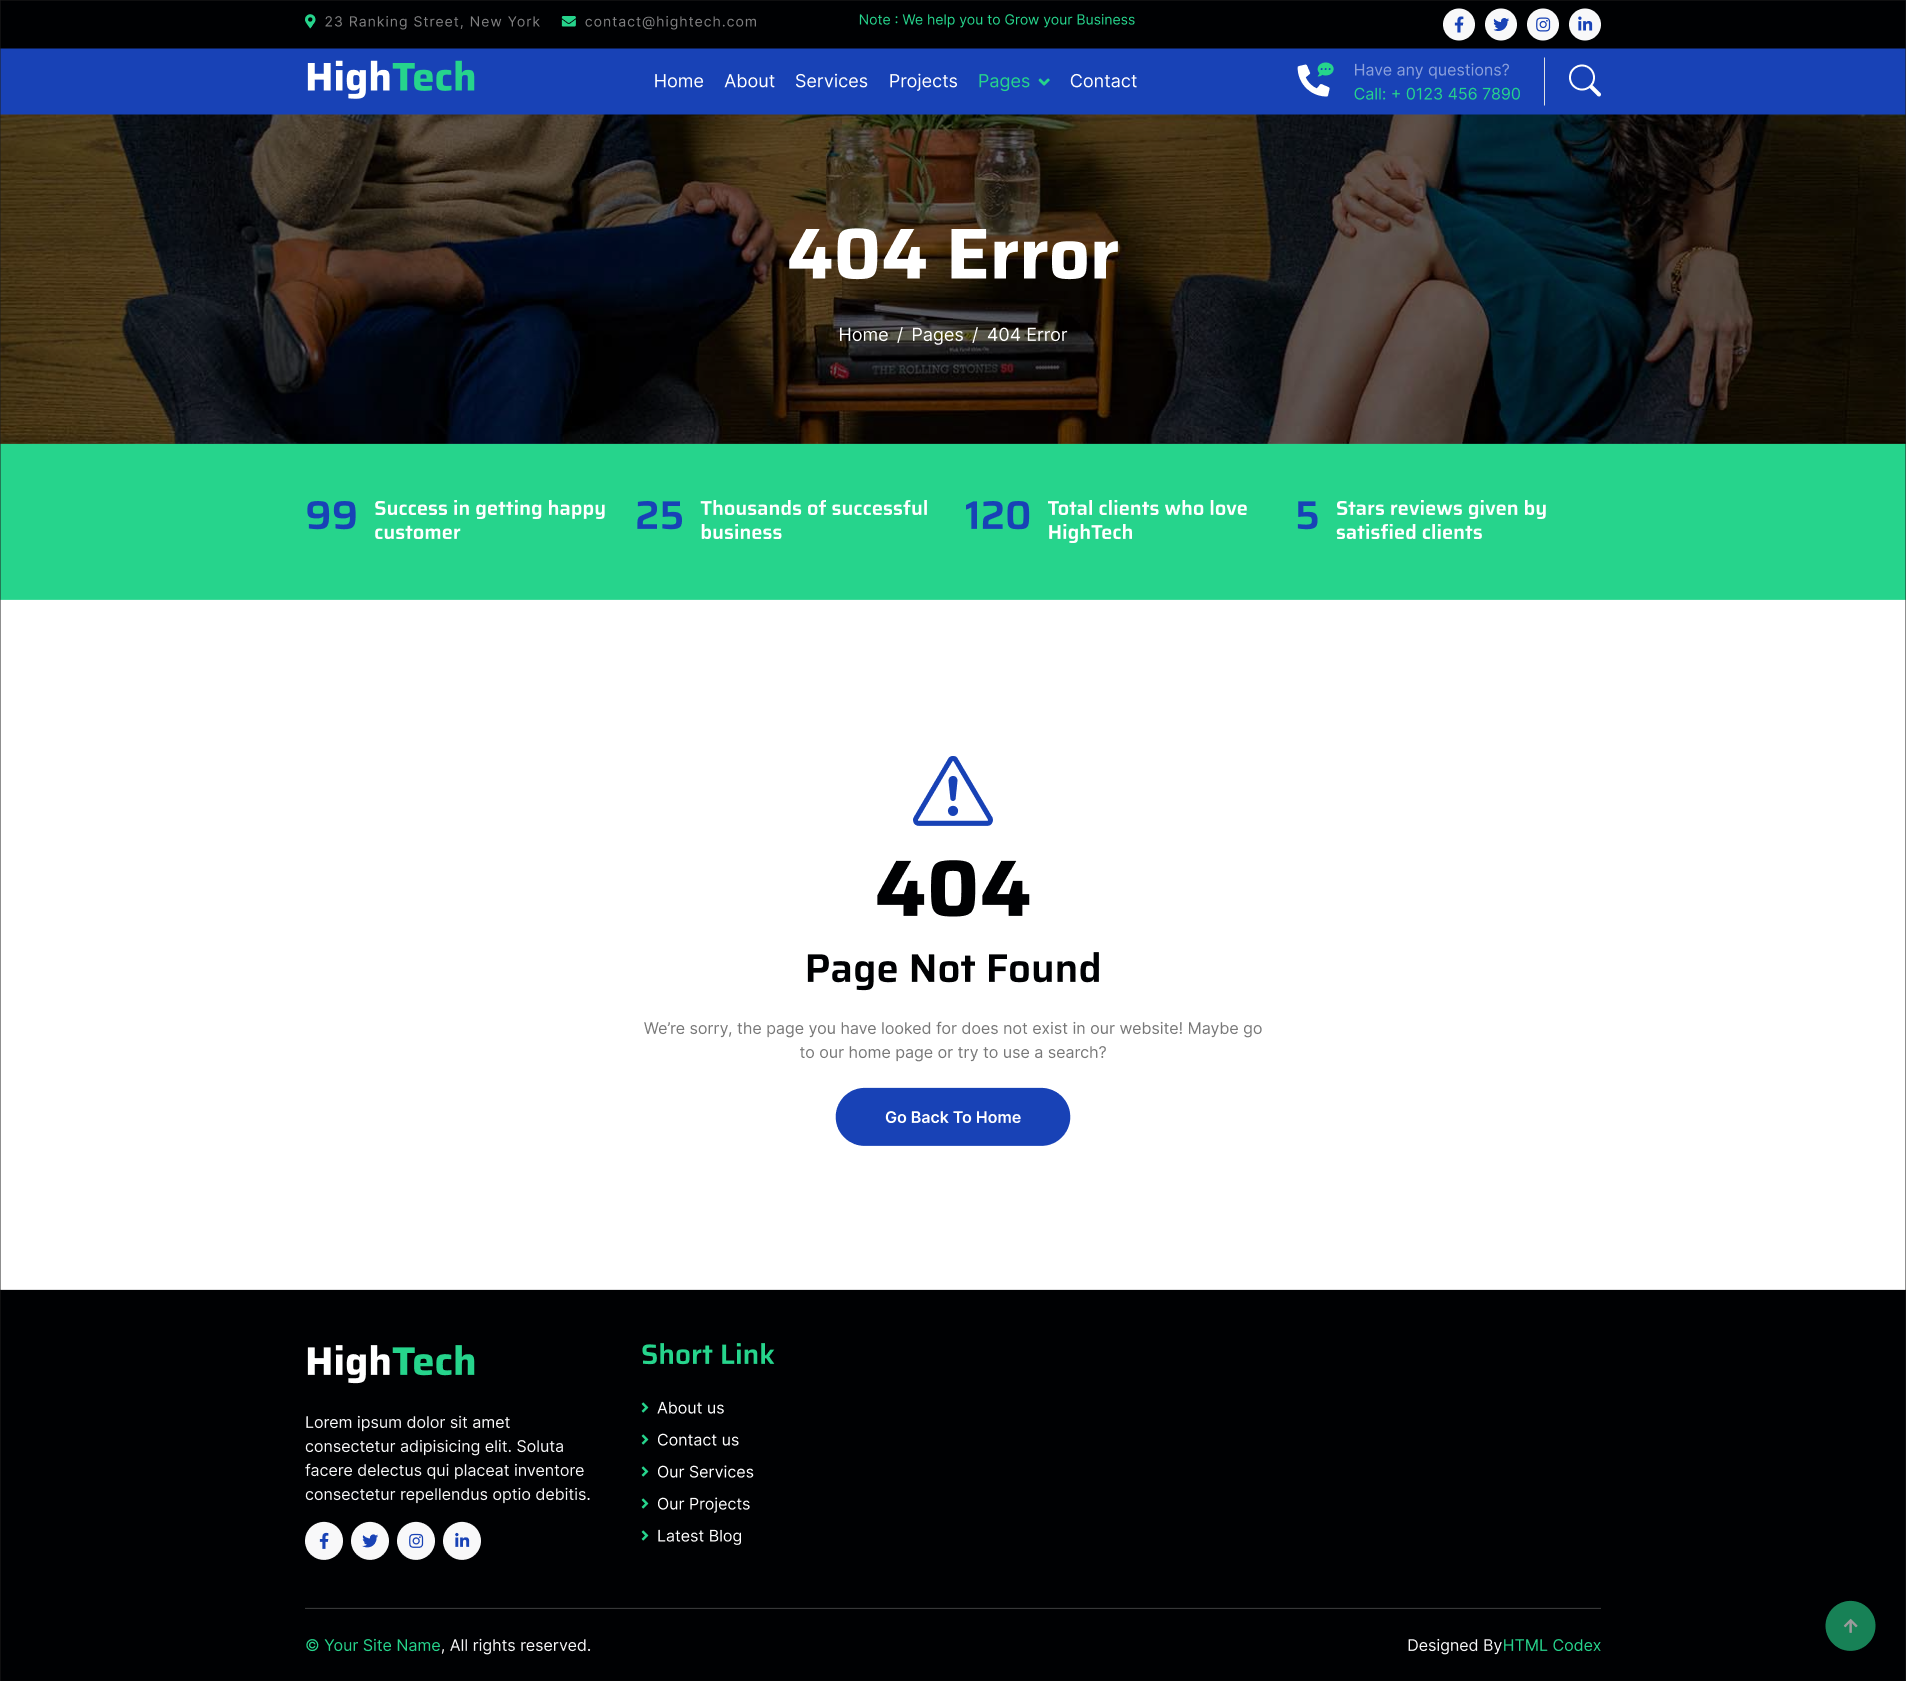 23 Ranking Street, New York contact@hightech.com Note : We help you to Grow your Business
HighTech Home About Services Projects Pages Contact
Have any questions?
Call: + 0123 456 7890
404 Error
Home / Pages / 404 Error
THE ROLLING STONES 50
99 Success in getting happy
customer
25 Thousands of successful
business
120 Total clients who love
HighTech
5 Stars reviews given by
satisfied clients
404
Page Not Found
We're sorry, the page you have looked for does not exist in our website! Maybe go
to our home page or try to use a search?
Go Back To Home
HighTech
Lorem ipsum dolor sit amet
consectetur adipisicing elit. Soluta
facere delectus qui placeat inventore
consectetur repellendus optio debitis.
Short Link
About us
Contact us
Our Services
Our Projects
Latest Blog
© Your Site Name, All rights reserved.
Designed ByHTML Codex